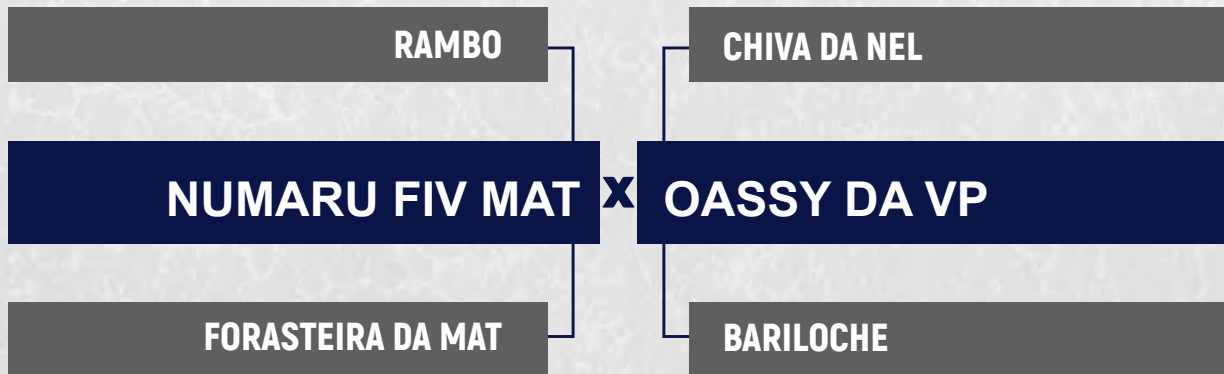 RAMBO
CHIVA DA NEL
NUMARU FIV MAT X OASSY DA VP
FORASTEIRA DA MAT
BARILOCHE